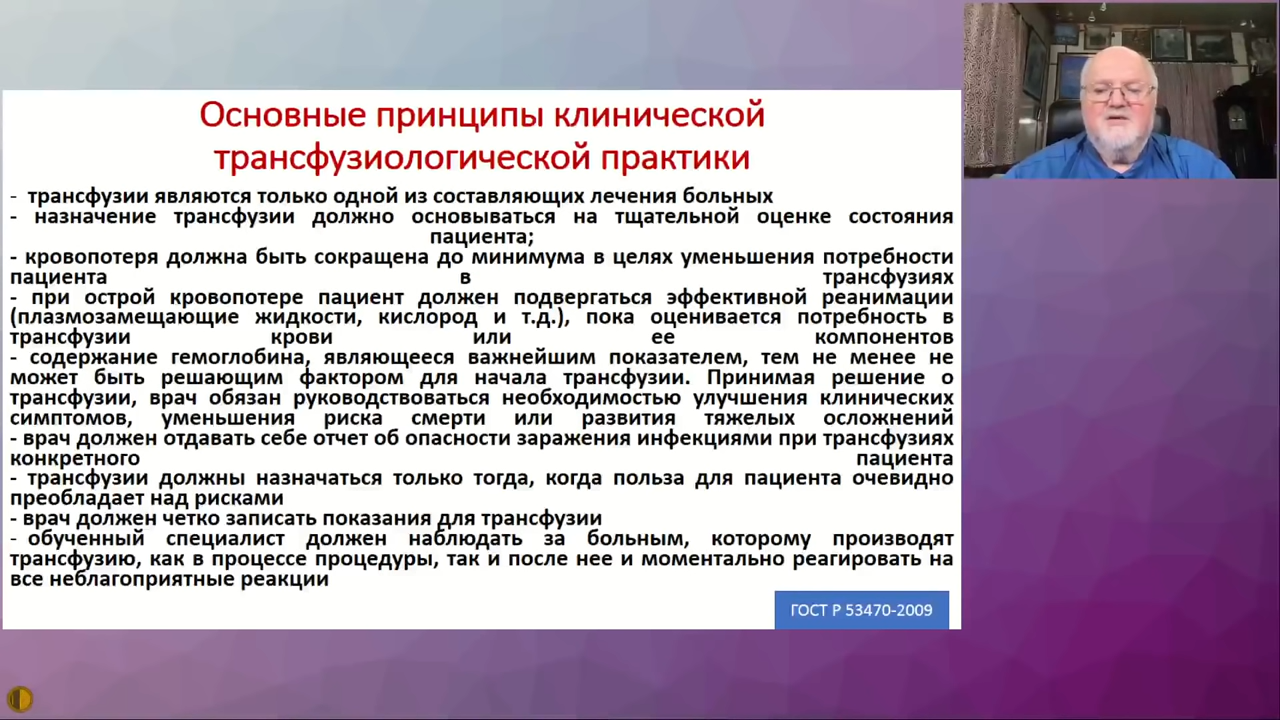 Основные принципы клинической
трансфузиологической практики
- трансфузии являются только одной из составляющих лечения больных
- назначение трансфузии должно основываться на тщательной оценке состояния
пациента;
- кровопотеря должна быть сокращена до минимума в целях уменьшения потребности
пациента в трансфузиях
- при острой кровопотере пациент должен подвергаться эффективной реанимации
(плазмозамещающие жидкости, кислород и т.д.), пока оценивается потребность в
трансфузии крови или ее компонентов
- содержание гемоглобина, являющееся важнейшим показателем, тем не менее не
может быть решающим фактором для начала трансфузии. Принимая решение о
трансфузии, врач обязан руководствоваться необходимостью улучшения клинических
симптомов, уменьшения риска смерти или развития тяжелых осложнений
- врач должен отдавать себе отчет об опасности заражения инфекциями при трансфузиях
конкретного пациента
- трансфузии должны назначаться только тогда, когда польза для пациента очевидно
преобладает над рисками
- врач должен четко записать показания для трансфузии
- обученный специалист должен наблюдать за больным, которому производят
трансфузию, как в процессе процедуры, так и после нее и моментально реагировать на
все неблагоприятные реакции
ГОСТ Р 53470-2009